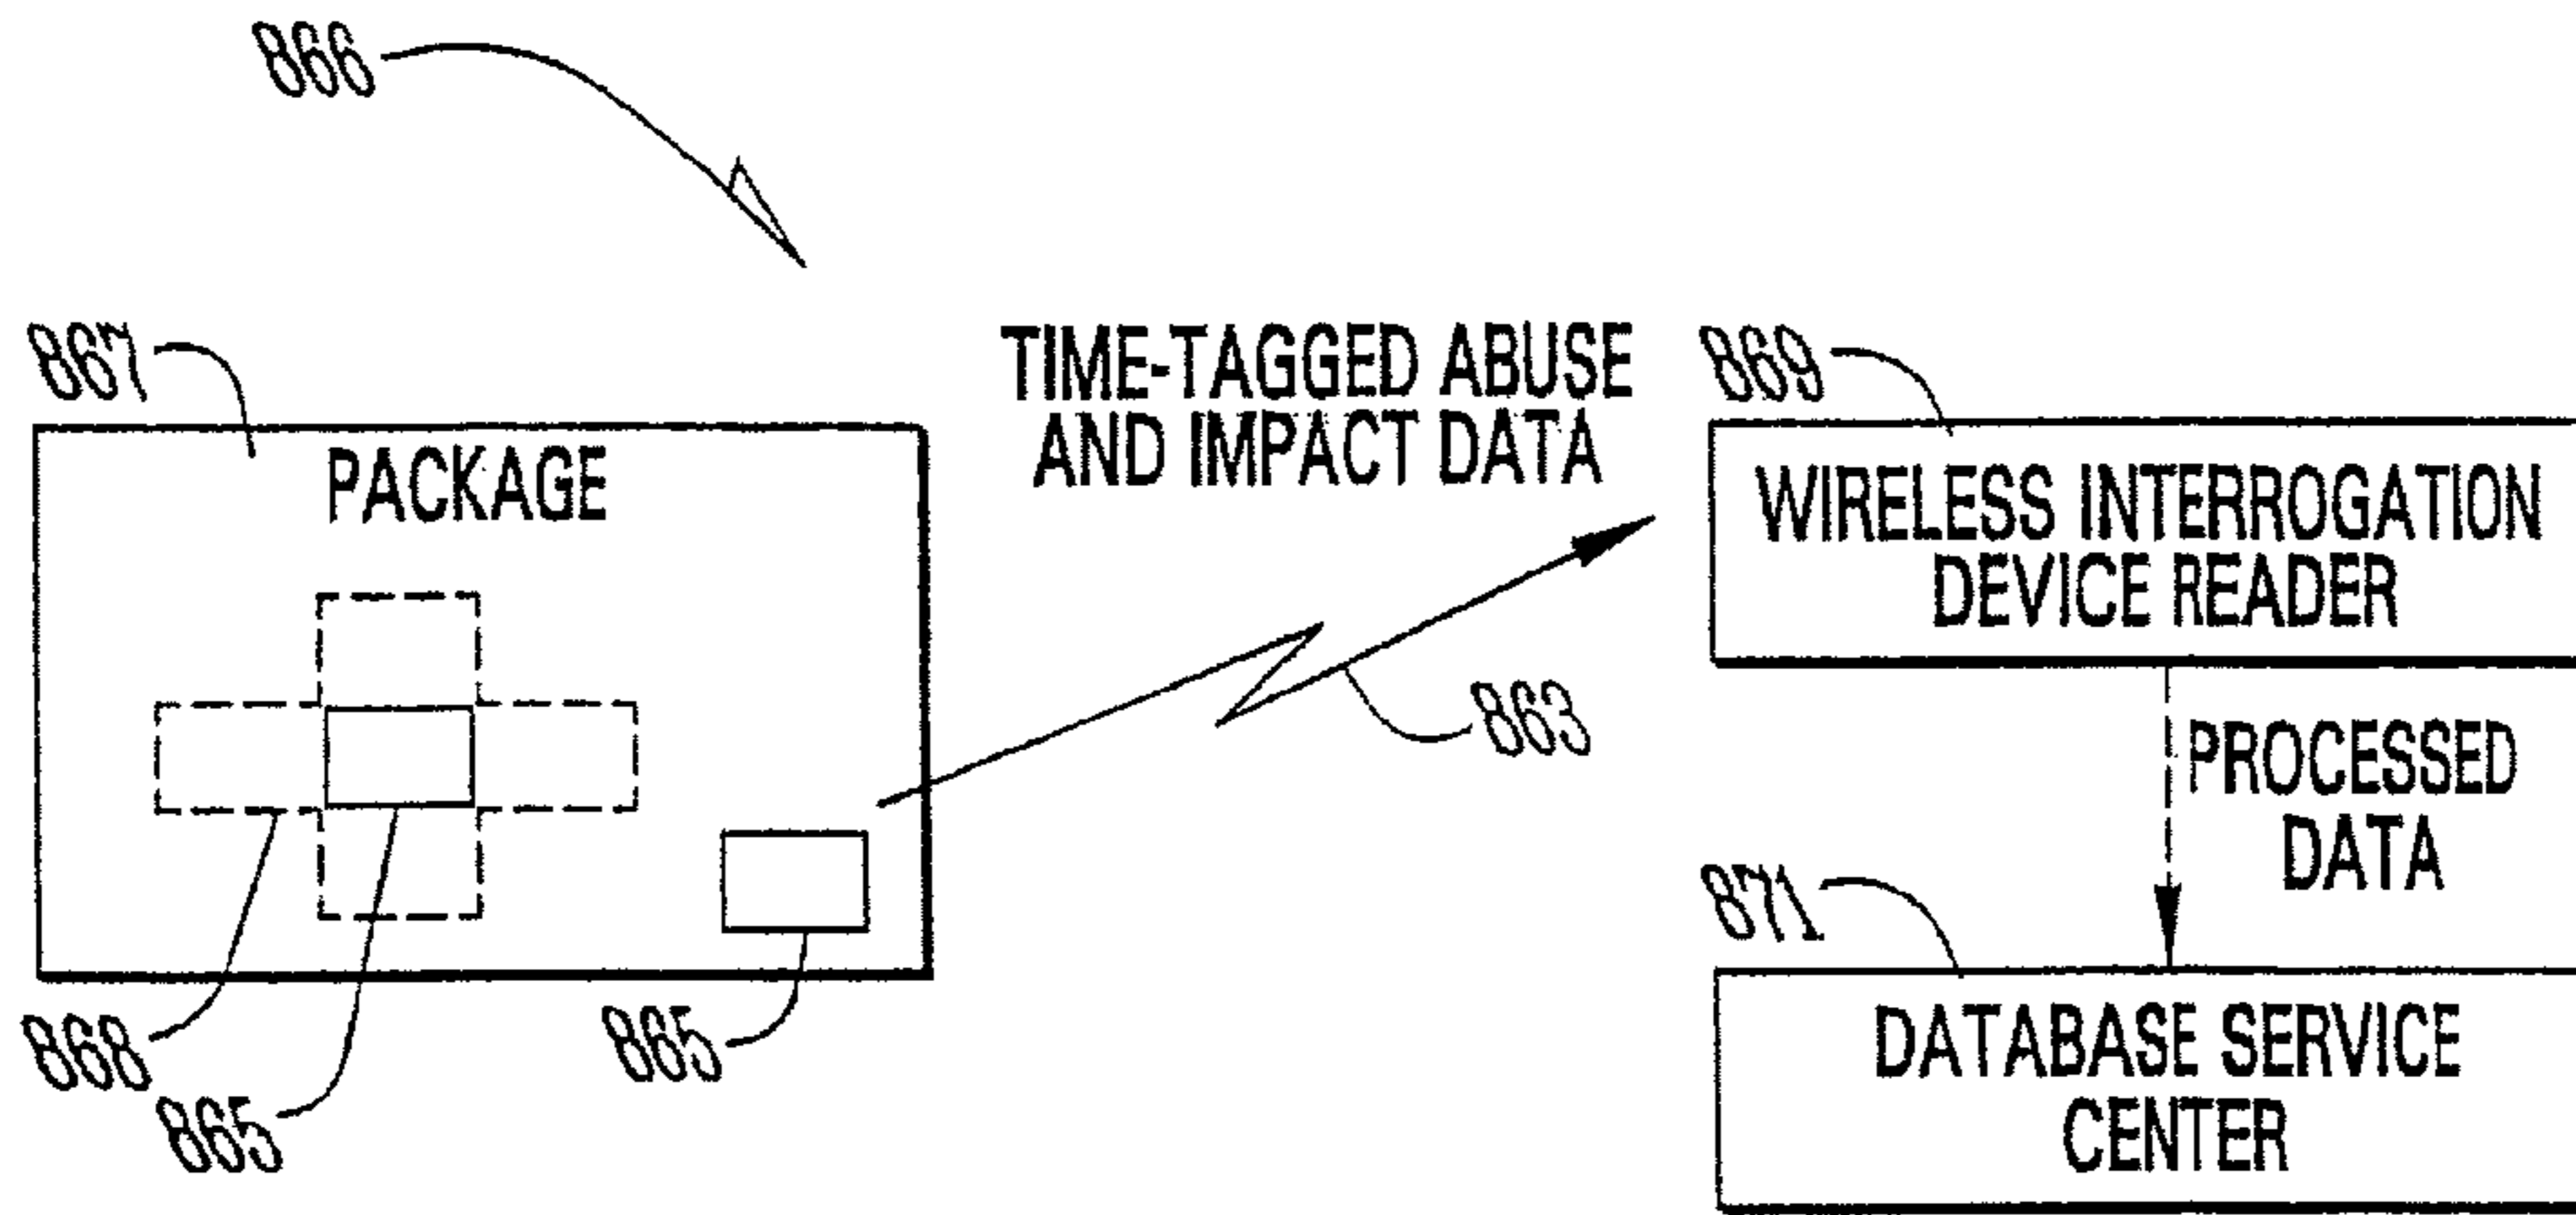 866
867
PACKAGE
TIME-TAGGED ABUSE
AND IMPACT DATA
869
WIRELESS INTERROGATION
DEVICE READER
863
PROCESSED
DATA
868
865
865
871
DATABASE SERVICE
CENTER